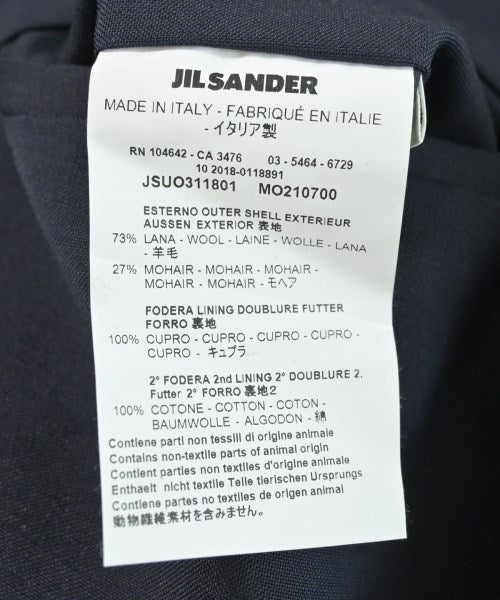 JIL SANDER
MADE IN ITALY - FABRIQUÉ EN ITALIE
- イタリア製
RN 104642 - CA 3476 03 - 5464 - 6729
10 2018-0118891
JSUO311801 MO210700
ESTERNO OUTER SHELL EXTERIEUR
AUSSEN EXTERIOR 表地
73% LANA - WOOL - LAINE - WOLLE - LANA
- 羊毛
27% MOHAIR - MOHAIR - MOHAIR -
MOHAIR - MOHAIR - モヘア
FODERA LINING DOUBLURE FUTTER
FORRO 裏地
100% CUPRO - CUPRO - CUPRO - CUPRO -
CUPRO - キュプラ
2° FODERA 2nd LINING 2° DOUBLURE 2.
Futter 2° FORRO 裏地2
100% COTONE - COTTON - COTON -
BAUMWOLLE - ALGODON - 綿
Contiene parti non tessili di origine animale
Contains non-textile parts of animal origin
Contient parties non textiles d'origine animale
Enthaelt nicht textile Teile tierischen Ursprungs
Contiene partes no textiles de origen animal
動物繊維素材を含みません。